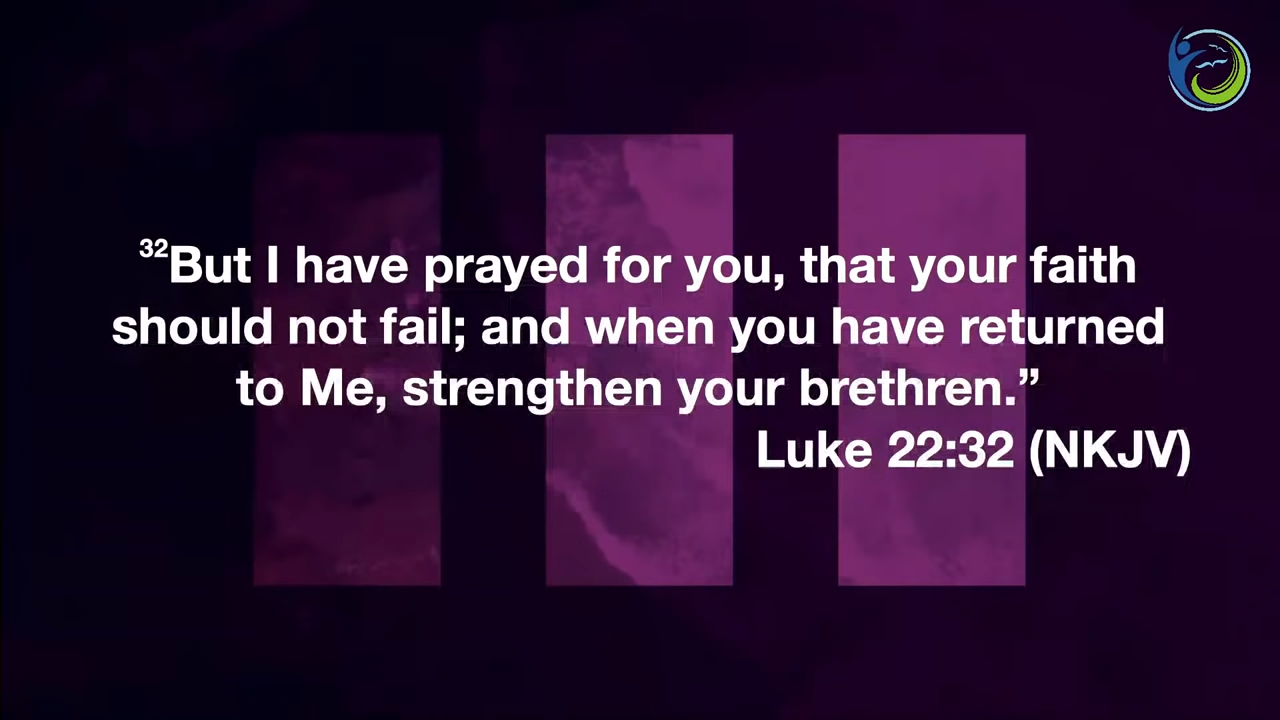 32But I have prayed for you, that your faith
should not fail; and when you have returned
to Me, strengthen your brethren.”
Luke 22:32 (NKJV)